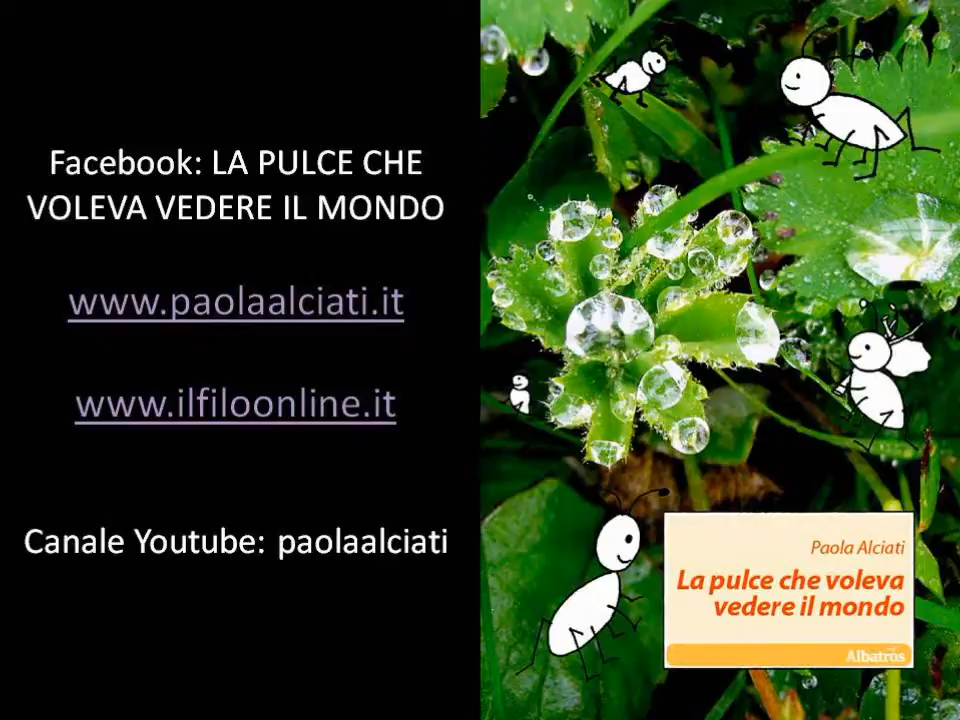 Facebook: LA PULCE CHE
VOLEVA VEDERE IL MONDO
www.paolaalciati.it
www.ilfiloonline.it
Canale Youtube: paolaalciati
Paola Alciati
La pulce che voleva
vedere il mondo
Albatros